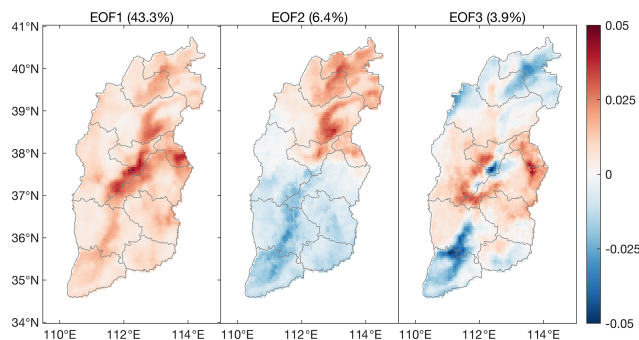 EOF1 (43.3%) EOF2 (6.4%) EOF3 (3.9%)
41°N 0.05
40°N
39°N 0.025
38°N
0
37°N
36°N -0.025
35°N
34°N -0.05
110°E 112°E 114°E 110°E 112°E 114°E 110°E 112°E 114°E